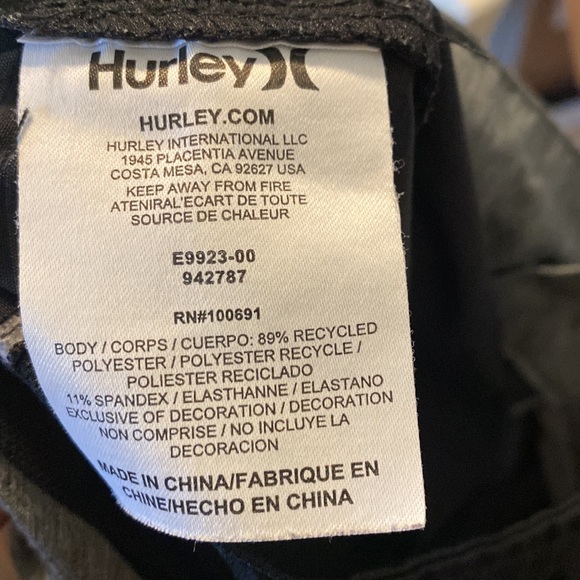 Hurley
HURLEY.COM
HURLEY INTERNATIONAL LLC
1945 PLACENTIA AVENUE
COSTA MESA, CA 92627 USA
KEEP AWAY FROM FIRE
ATENIRAL'ECART DE TOUTE
SOURCE DE CHALEUR
E9923-00
942787
RN#100691
BODY / CORPS / CUERPO: 89% RECYCLED
POLYESTER / POLYESTER RECYCLE /
POLIESTER RECICLADO
11% SPANDEX / ELASTHANNE / ELASTANO
EXCLUSIVE OF DECORATION / DECORATION
NON COMPRISE / NO INCLUYE LA
DECORACION
MADE IN CHINA/FABRIQUE EN
CHINE/HECHO EN CHINA